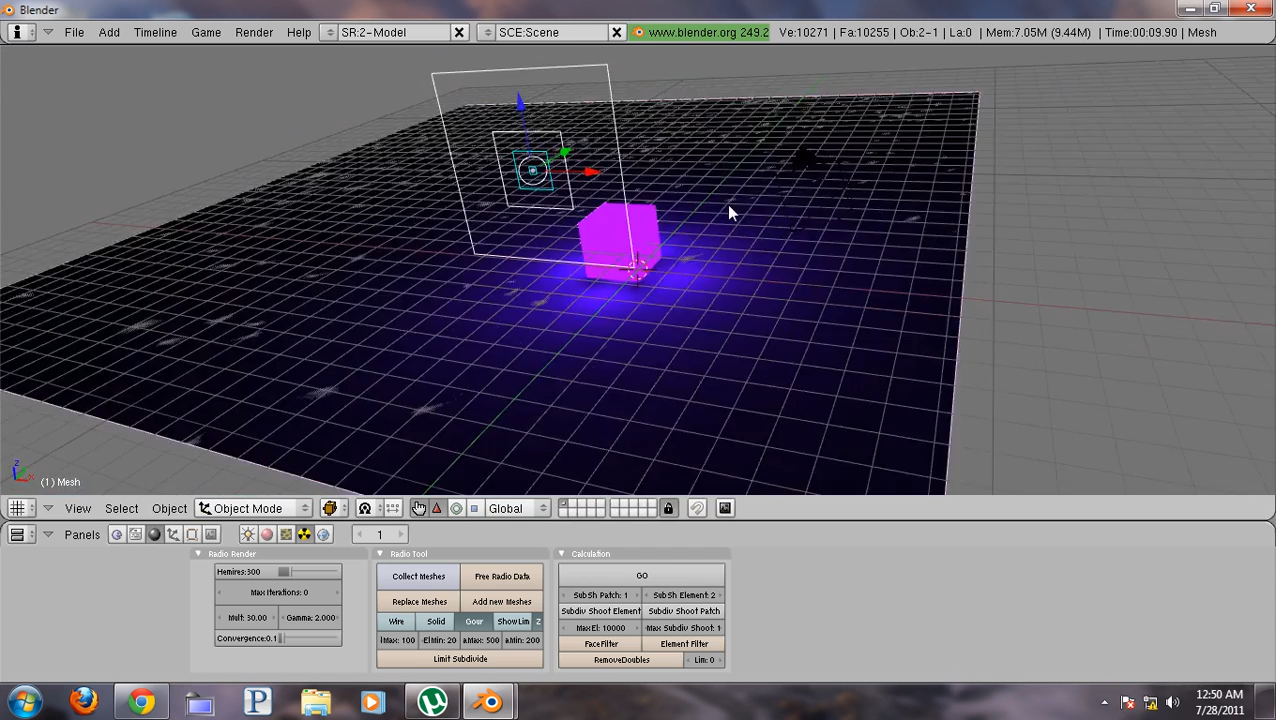 Blender
File Add Timeline Game Render Help SR:2-Model SCE:Scene www.blender.org 249.2 Ve:10271 | Fa:10255 | Ob:2-1 | La:0 | Mem:7.05M (9.44M) | Time:00:09.90 | Mesh
z
x
(1) Mesh
View Select Object Object Mode Global
Panels 1
Radio Render Radio Tool Calculation
Hemires:300 Collect Meshes Free Radio Data GO
Max Iterations: 0 Replace Meshes Add new Meshes SubSh Patch: 1 SubSh Element: 2
Mult: 30.00 Gamma: 2.000 Wire Solid Gour ShowLim Z Subdiv Shoot Element Subdiv Shoot Patch
Convergence:0.1 lMax: 100 ElMin: 20 aMax: 500 aMin: 200 MaxEl: 10000 Max Subdiv Shoot: 1
Limit Subdivide FaceFilter Element Filter
RemoveDoubles Lim: 0
12:50 AM
7/28/2011